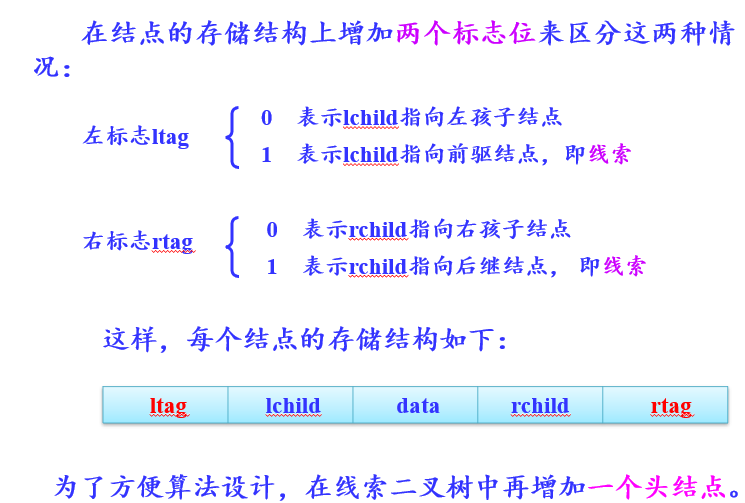 在结点的存储结构上增加两个标志位来区分这两种情
况：
左标志ltag
0 表示lchild指向左孩子结点
1 表示lchild指向前驱结点，即线索
右标志rtag
0 表示rchild指向右孩子结点
1 表示rchild指向后继结点， 即线索
这样，每个结点的存储结构如下：
ltag lchild data rchild rtag
为了方便算法设计，在线索二叉树中再增加一个头结点。